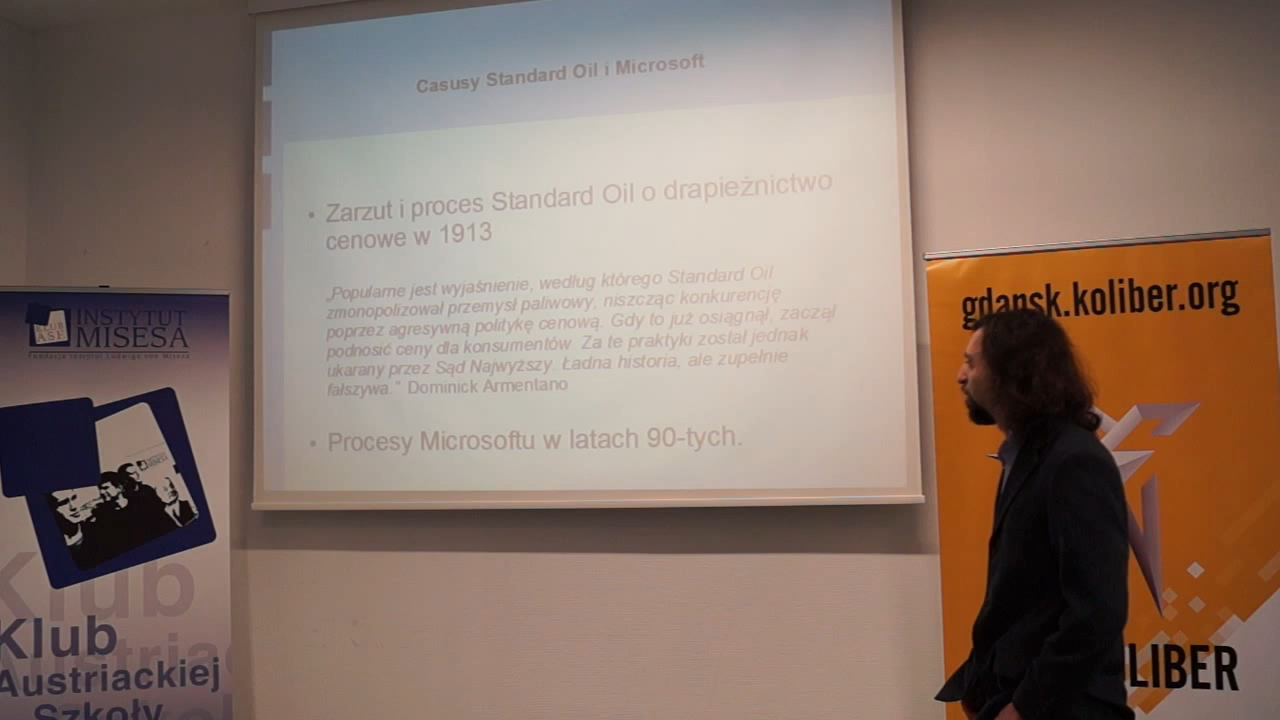 Casusy Standard Oil i Microsoft
• Zarzut i proces Standard Oil o drapieżnictwo
cenowe w 1913
„Popularne jest wyjaśnienie, według którego Standard Oil
zmonopolizował przemysł paliwowy, niszcząc konkurencję
poprzez agresywną politykę cenową. Gdy to już osiągnął, zaczął
podnosić ceny dla konsumentów. Za te praktyki został jednak
ukarany przez Sąd Najwyższy. Ładna historia, ale zupełnie
fałszywa." Dominick Armentano
• Procesy Microsoftu w latach 90-tych.
INSTYTUT
MISESA
KLUB
ASE
Fundacja Instytut Ludwiga von Misesa
Klub
Klub
Austriackiej
Szkoły
gdansk.koliber.org
LIBER